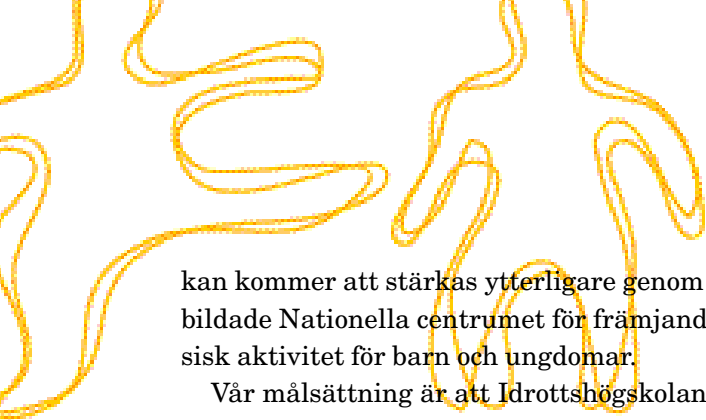 kan kommer att stärkas ytterligare genom
bildade Nationella centrumet för främjand
sisk aktivitet för barn och ungdomar.
Vår målsättning är att Idrottshögskolan